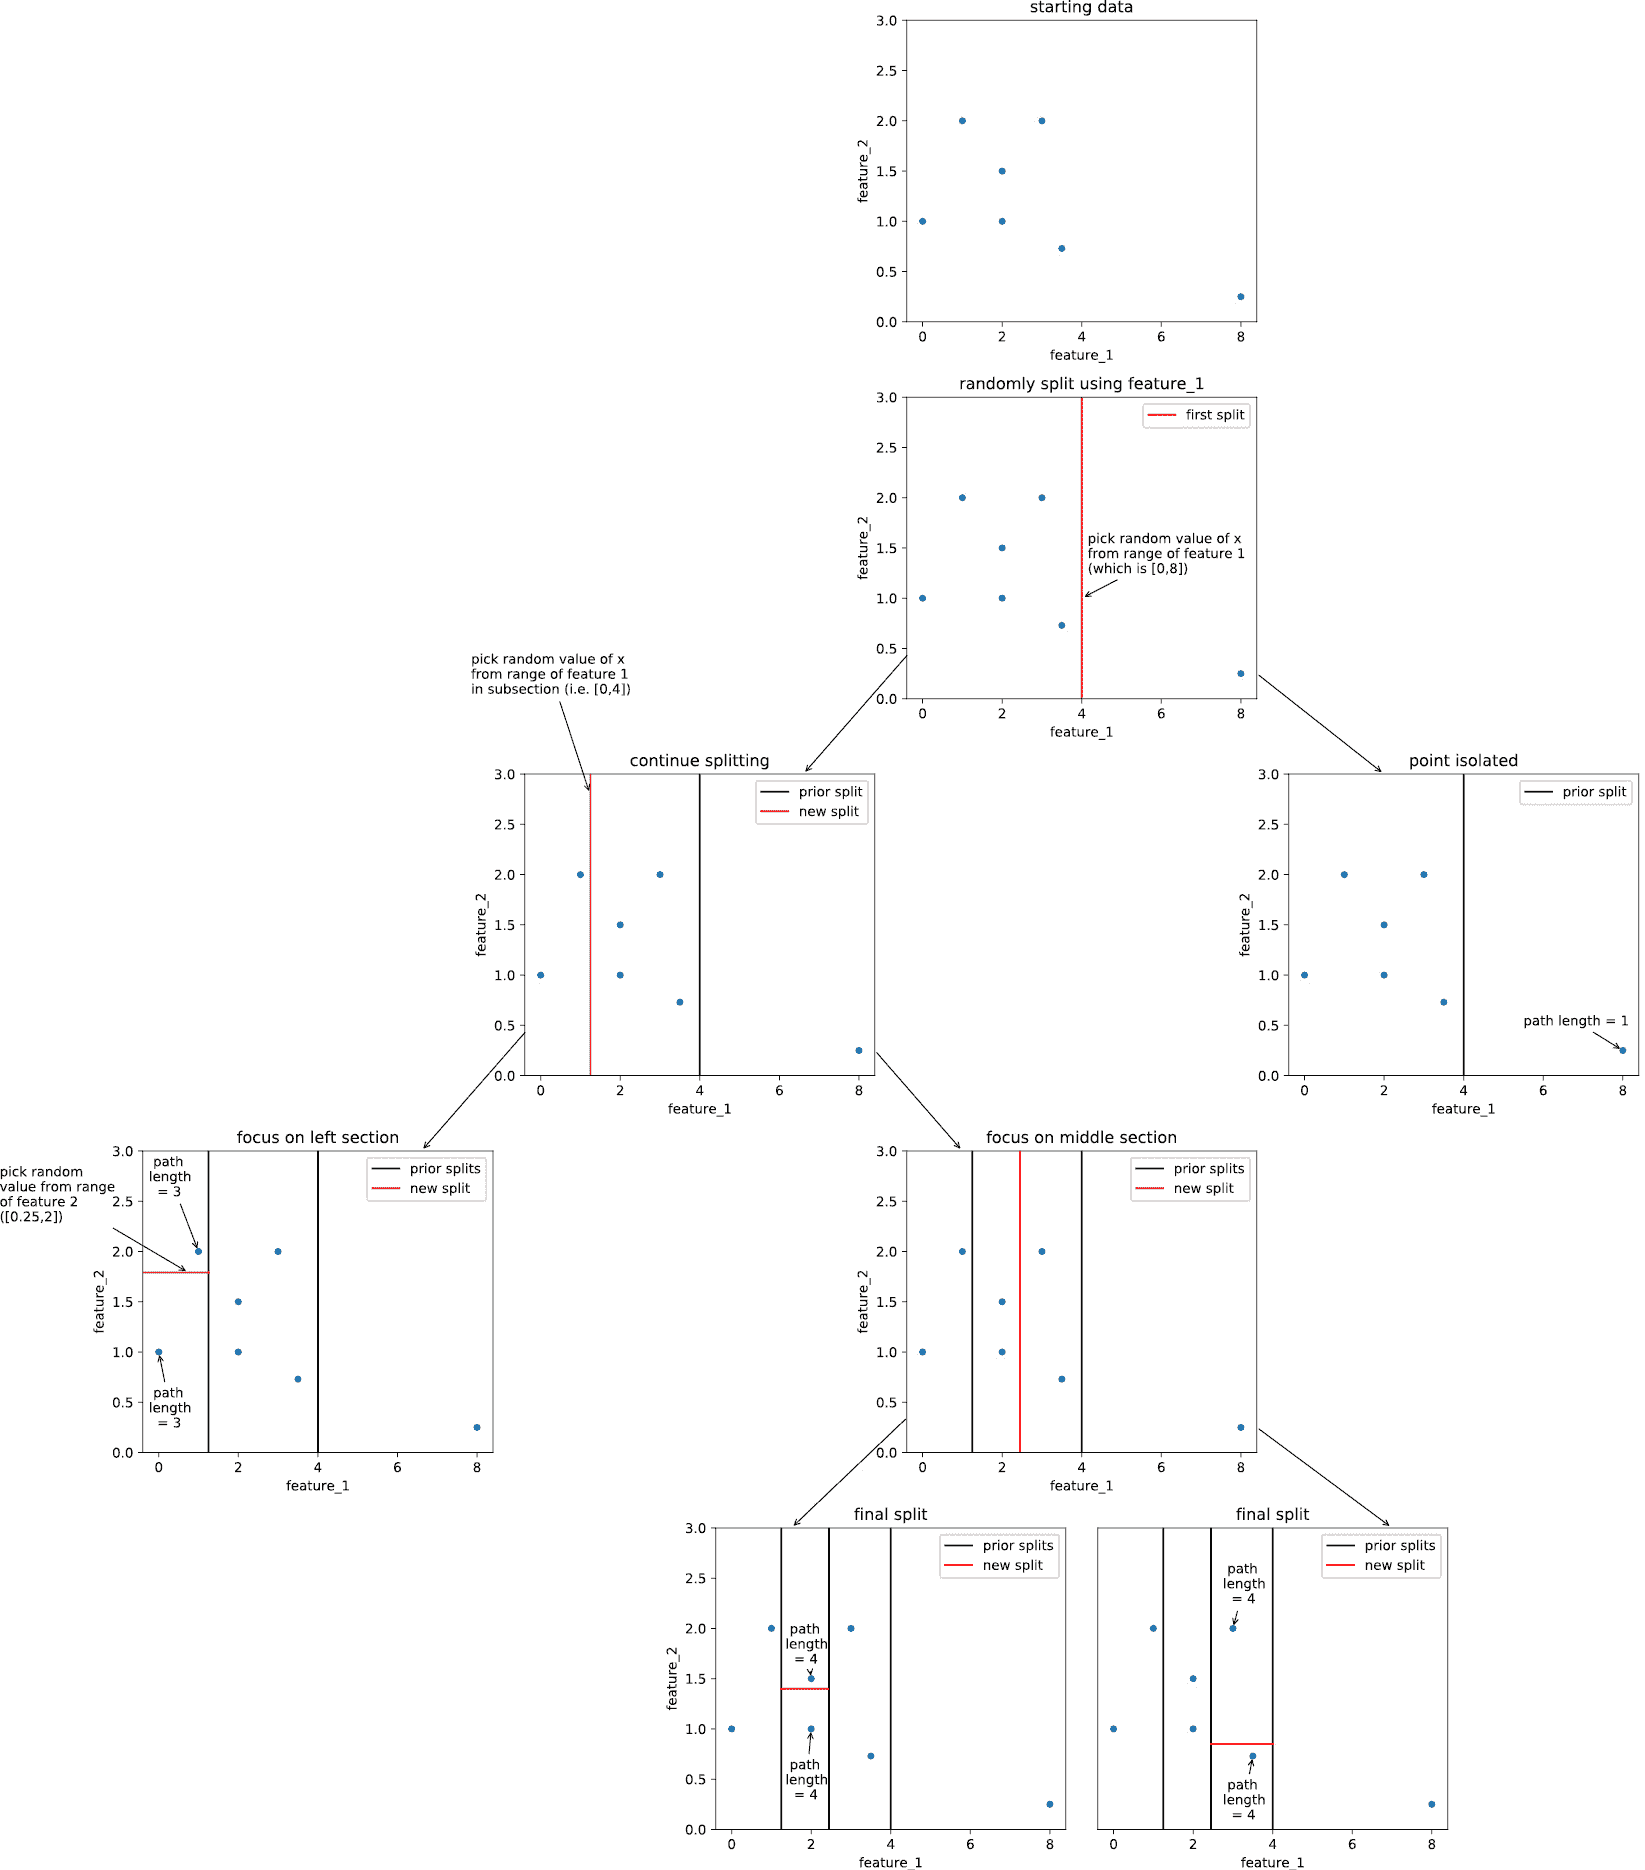 starting data
3.0
2.5
2.0
1.5
1.0
0.5
0.0
feature_2
0 2 4 6 8
feature_1
randomly split using feature_1
3.0
2.5
2.0
1.5
1.0
0.5
0.0
feature_2
first split
pick random value of x
from range of feature 1
(which is [0,8])
0 2 4 6 8
feature_1
pick random value of x
from range of feature 1
in subsection (i.e. [0,4])
continue splitting
3.0
2.5
2.0
1.5
1.0
0.5
0.0
feature_2
prior split
new split
0 2 4 6 8
feature_1
point isolated
3.0
2.5
2.0
1.5
1.0
0.5
0.0
feature_2
prior split
path length = 1
0 2 4 6 8
feature_1
focus on left section
pick random
value from range
of feature 2
([0.25,2])
3.0
2.5
2.0
1.5
1.0
0.5
0.0
feature_2
path
length
= 3
prior splits
new split
path
length
= 3
0 2 4 6 8
feature_1
focus on middle section
3.0
2.5
2.0
1.5
1.0
0.5
0.0
feature_2
prior splits
new split
0 2 4 6 8
feature_1
final split
3.0
2.5
2.0
1.5
1.0
0.5
0.0
feature_2
prior splits
new split
path
length
= 4
path
length
= 4
0 2 4 6 8
feature_1
final split
prior splits
new split
path
length
= 4
path
length
= 4
0 2 4 6 8
feature_1